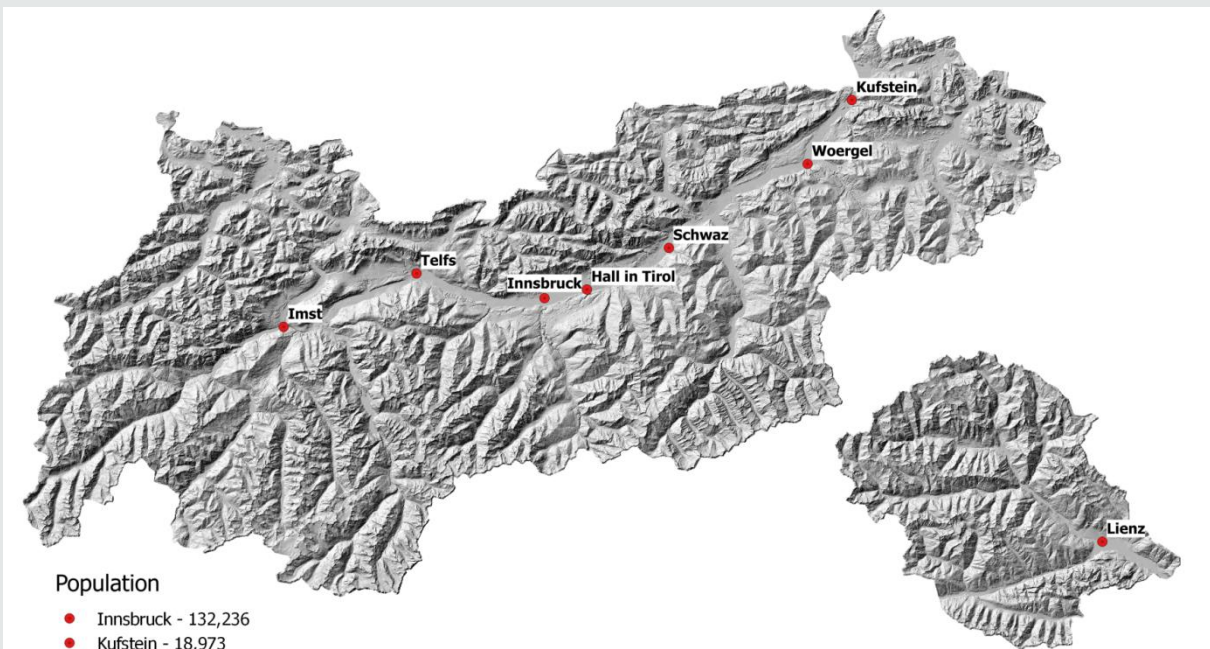 Kufstein
Woergel
Schwaz
Telfs
Innsbruck
Hall in Tirol
Imst
Lienz
Population
Innsbruck - 132,236
Kufstein - 18,973